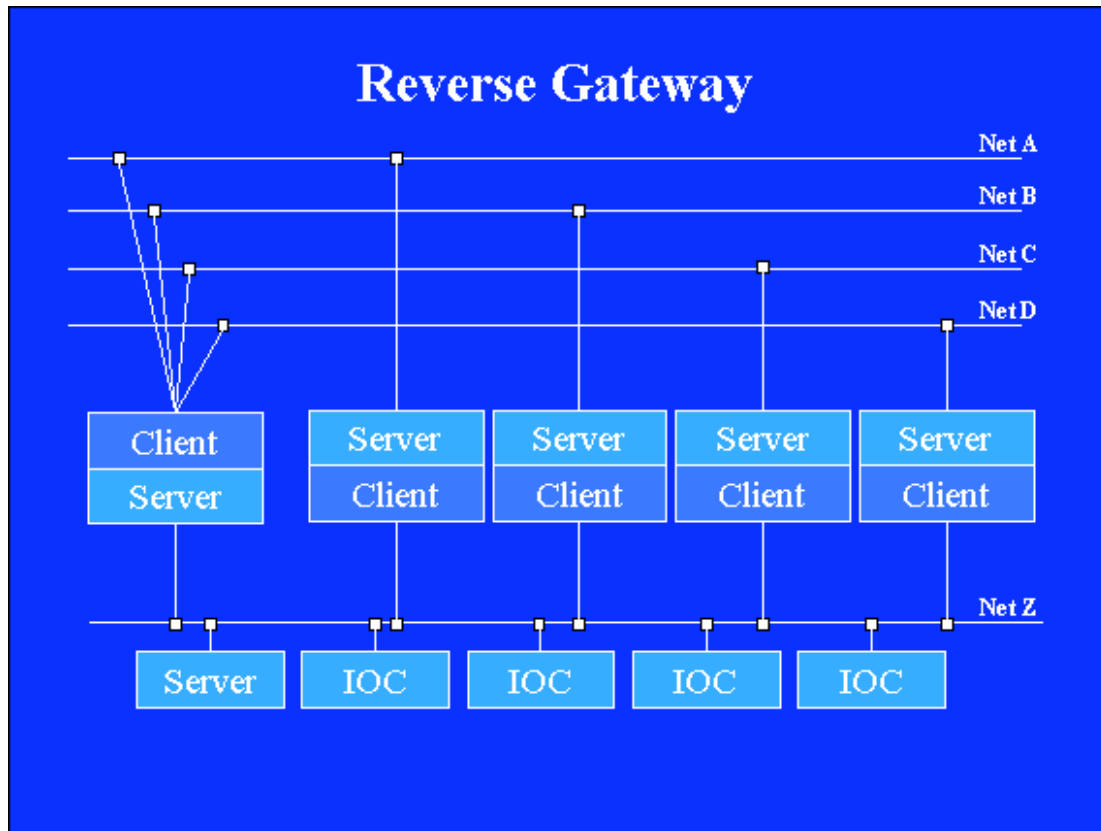 Reverse Gateway
Net A
Net B
Net C
Net D
Client
Server
Server
Client
Server
Client
Server
Client
Server
Client
Net Z
Server
IOC
IOC
IOC
IOC